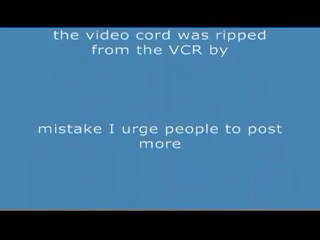 the video cord was ripped
from the VCR by
mistake I urge people to post
more